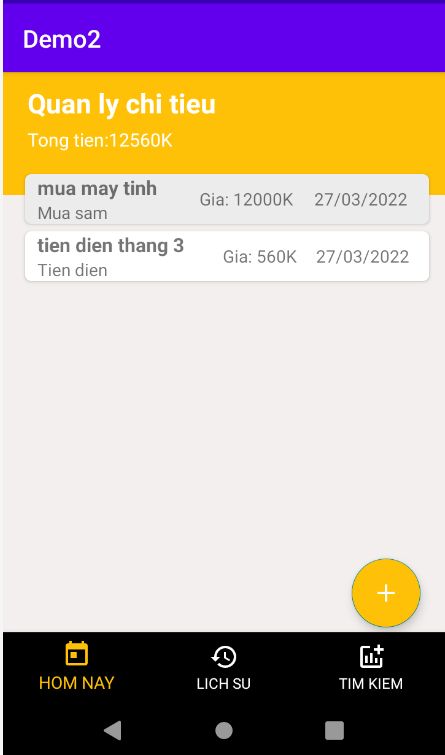 Demo2
Quan ly chi tieu
Tong tien:12560K
mua may tinh
Mua sam
Gia: 12000K
27/03/2022
tien dien thang 3
Tien dien
Gia: 560K
27/03/2022
HOM NAY
LICH SU
TIM KIEM